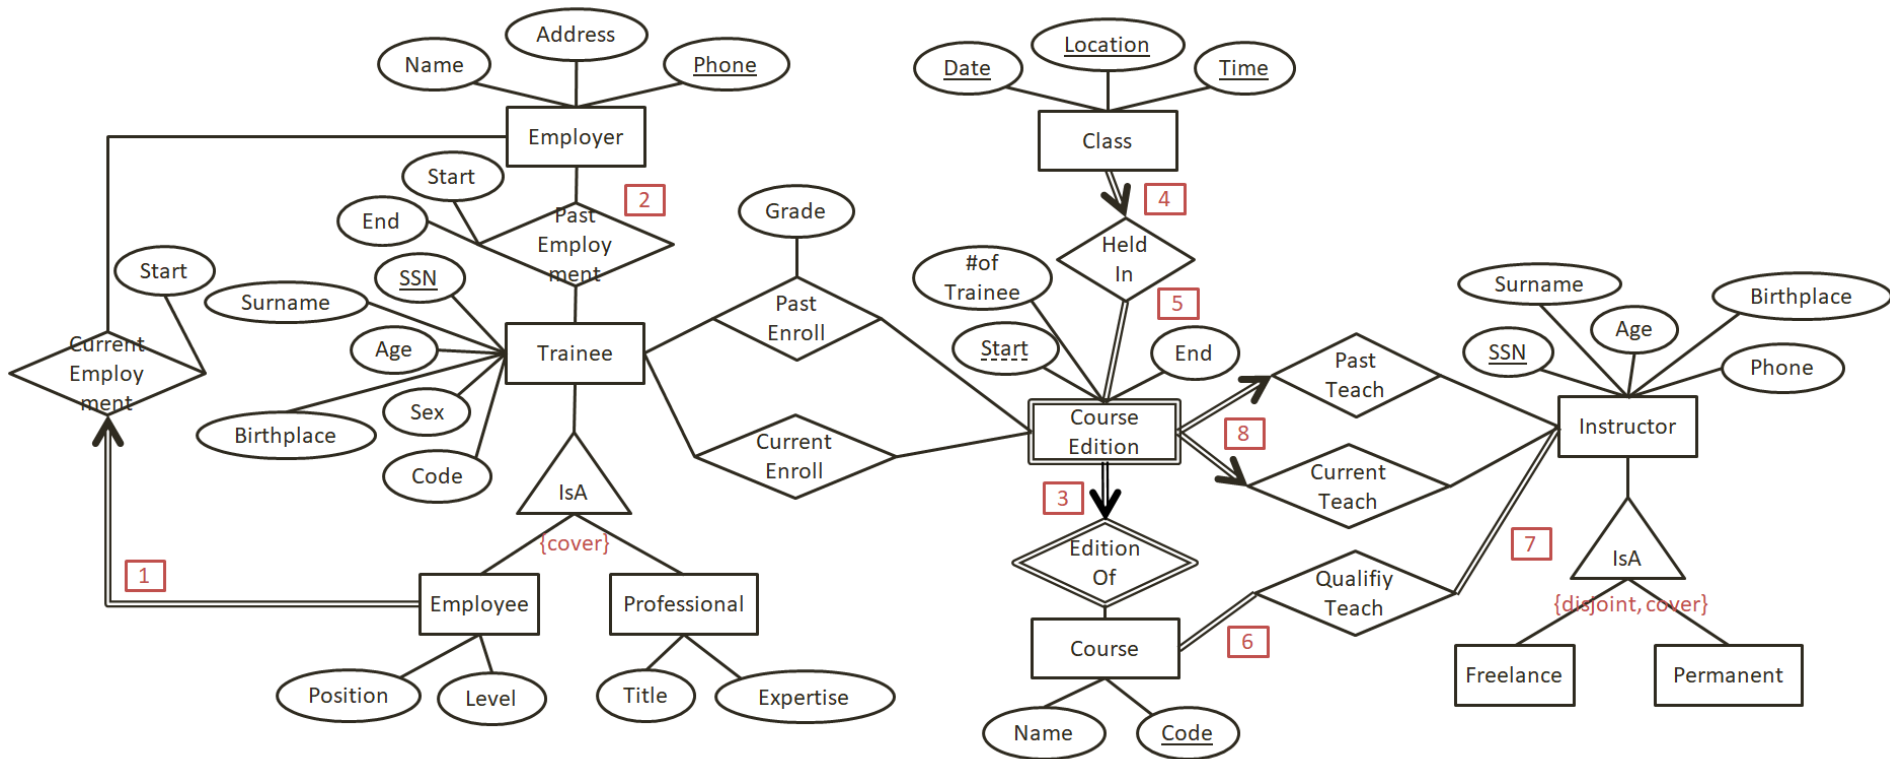 Address
Name
Phone
Employer
Location
Date
Time
Class
Start
2
End
Past
Employ
ment
4
Grade
Held
In
#of
Trainee
5
Start
SSN
Surname
Surname
Birthplace
Age
SSN
Phone
Past
Enroll
Age
Trainee
Start
End
Past
Teach
Current
Employ
ment
Sex
Birthplace
Code
Current
Enroll
Course
Edition
8
Instructor
Current
Teach
3
IsA
{cover}
Edition
Of
7
IsA
1
Employee
Professional
Qualifiy
Teach
{disjoint, cover}
6
Course
Freelance
Permanent
Position
Level
Title
Expertise
Name
Code